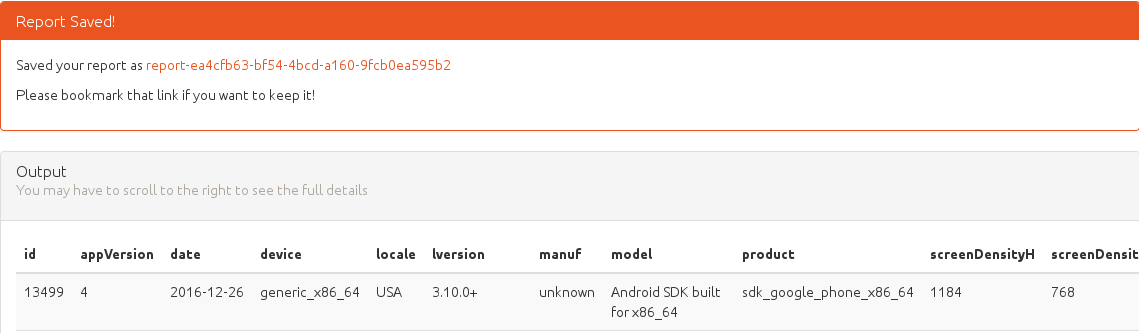 Report Saved!
Saved your report as report-ea4cfb63-bf54-4bcd-a160-9fcb0ea595b2
Please bookmark that link if you want to keep it!
Output
You may have to scroll to the right to see the full details
id appVersion date device locale lversion manuf model product screenDensityH screenDensit
13499 4 2016-12-26 generic_x86_64 USA 3.10.0+ unknown Android SDK built sdk_google_phone_x86_64 1184 768
for x86_64